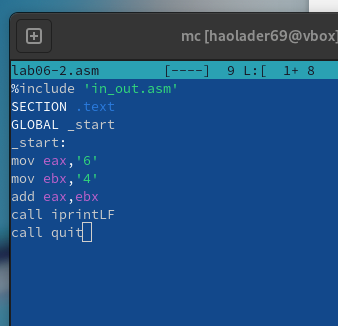 mc [haolader69@vbox]
lab06-2.asm [----] 9 L:[ 1+ 8
%include 'in_out.asm'
SECTION .text
GLOBAL _start
_start:
mov eax,'6'
mov ebx,'4'
add eax,ebx
call iprintLF
call quit